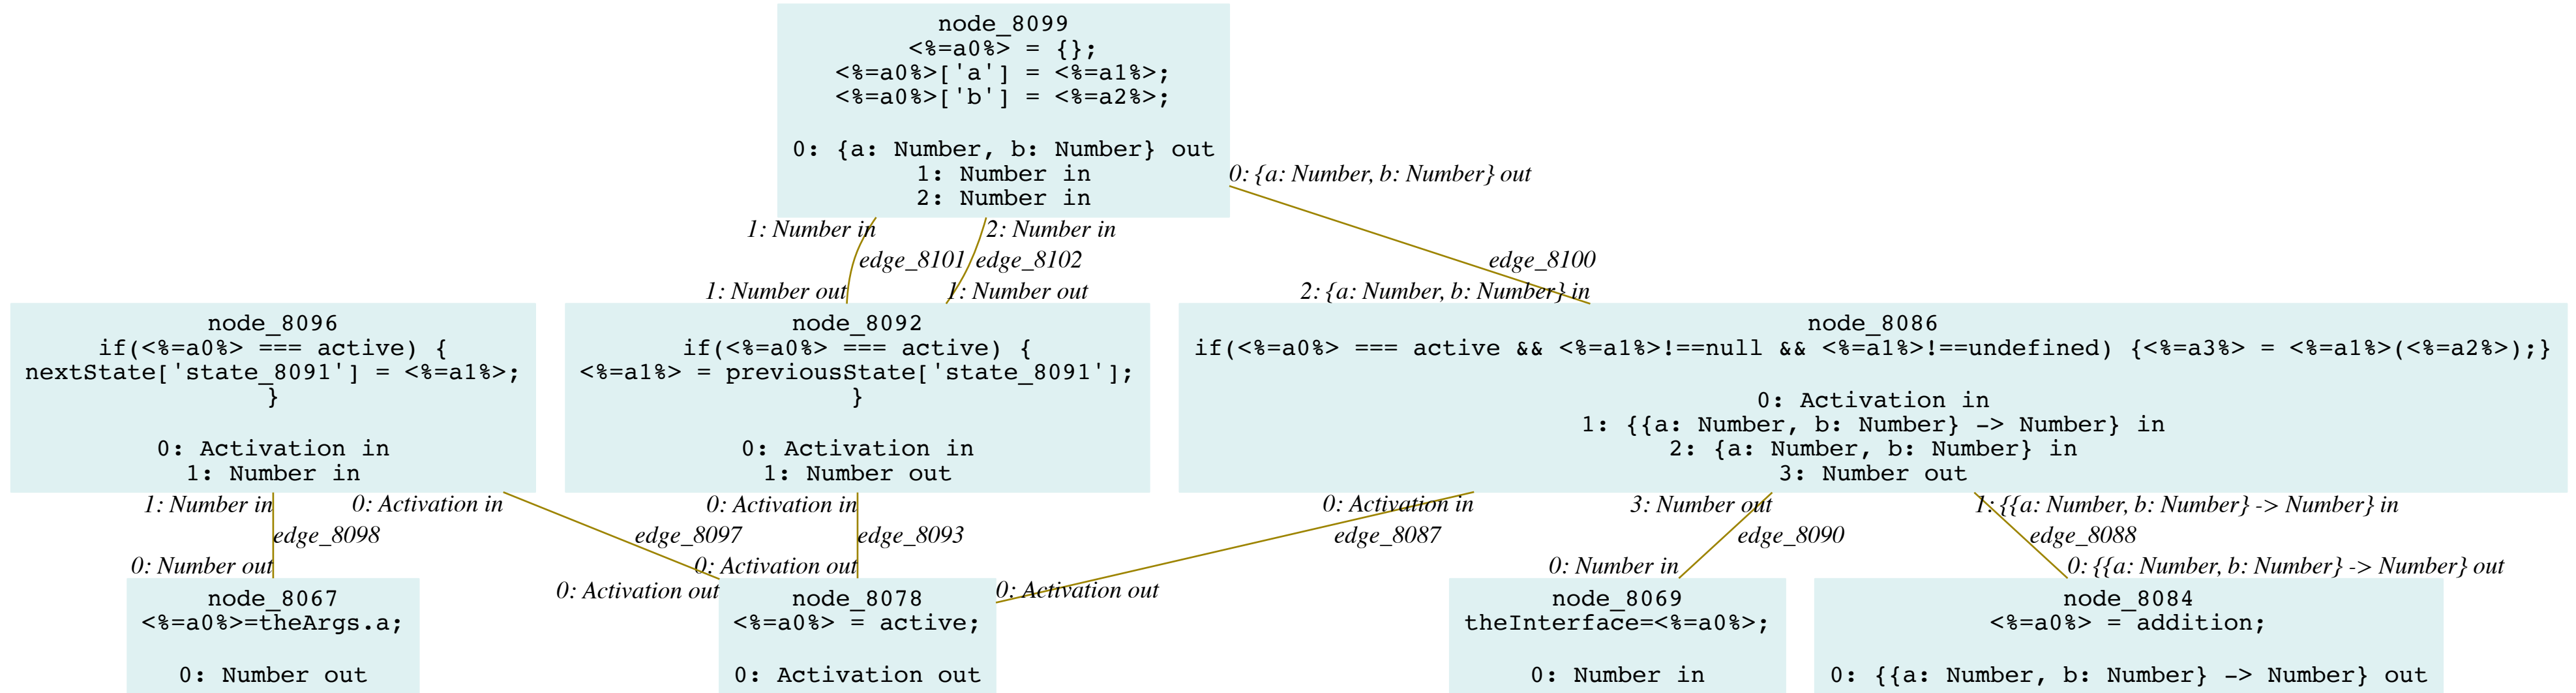 node_8099
<%=a0%> = {};
<%=a0%>['a'] = <%=a1%>;
<%=a0%>['b'] = <%=a2%>;
0: {a: Number, b: Number} out
1: Number in
2: Number in
0: {a: Number, b: Number} out
1: Number in
2: Number in
edge_8101
edge_8102
edge_8100
1: Number out
1: Number out
2: {a: Number, b: Number} in
node_8096
if(<%=a0%> === active) {
nextState['state_8091'] = <%=a1%>;
}
0: Activation in
1: Number in
node_8092
if(<%=a0%> === active) {
<%=a1%> = previousState['state_8091'];
}
0: Activation in
1: Number out
node_8086
if(<%=a0%> === active && <%=a1%>!==null && <%=a1%>!==undefined) {<%=a3%> = <%=a1%>(<%=a2%>);}
0: Activation in
1: {{a: Number, b: Number} -> Number} in
2: {a: Number, b: Number} in
3: Number out
1: Number in
0: Activation in
0: Activation in
0: Activation in
3: Number out
1: {{a: Number, b: Number} -> Number} in
edge_8098
edge_8097
edge_8093
edge_8087
edge_8090
edge_8088
0: Number out
0: Activation out
0: Activation out
0: Activation out
0: Number in
0: {{a: Number, b: Number} -> Number} out
node_8067
<%=a0%>=theArgs.a;
0: Number out
node_8078
<%=a0%> = active;
0: Activation out
node_8069
theInterface=<%=a0%>;
0: Number in
node_8084
<%=a0%> = addition;
0: {{a: Number, b: Number} -> Number} out